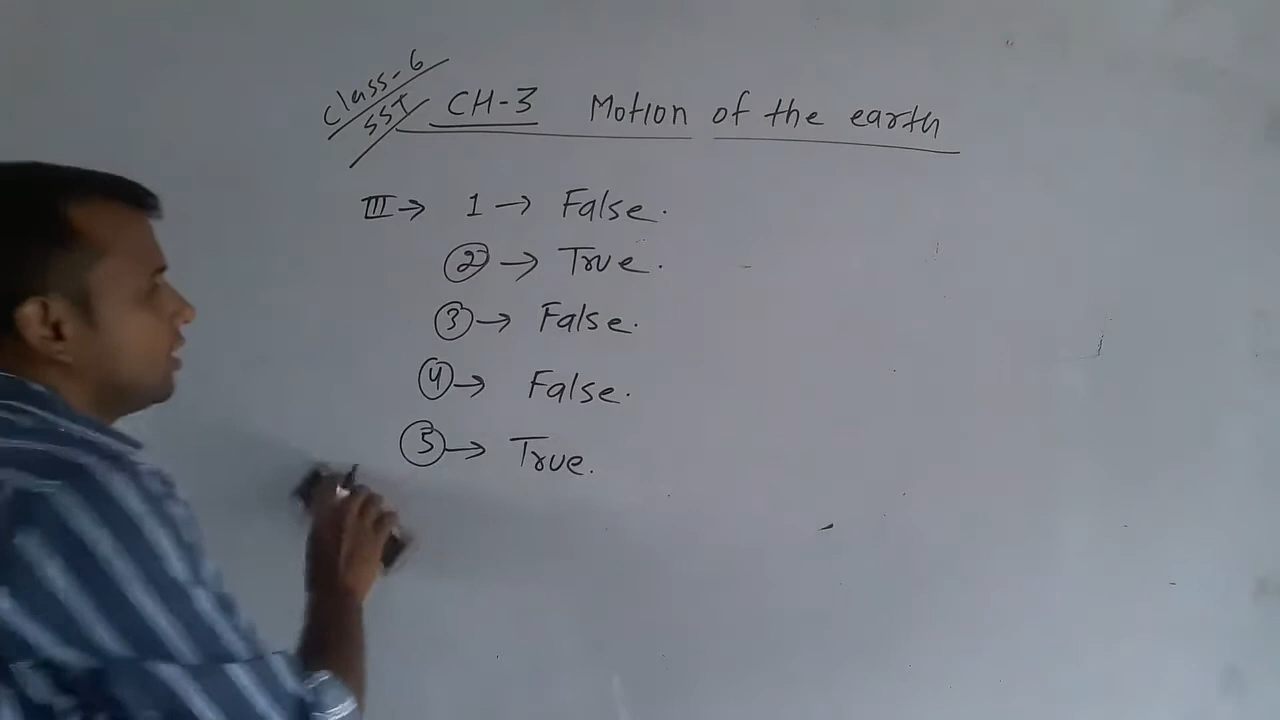 Class-6
SST
CH-3 Motion of the earth
III → 1 → False.
② → True.
③ → False.
④ → False.
⑤ → True.